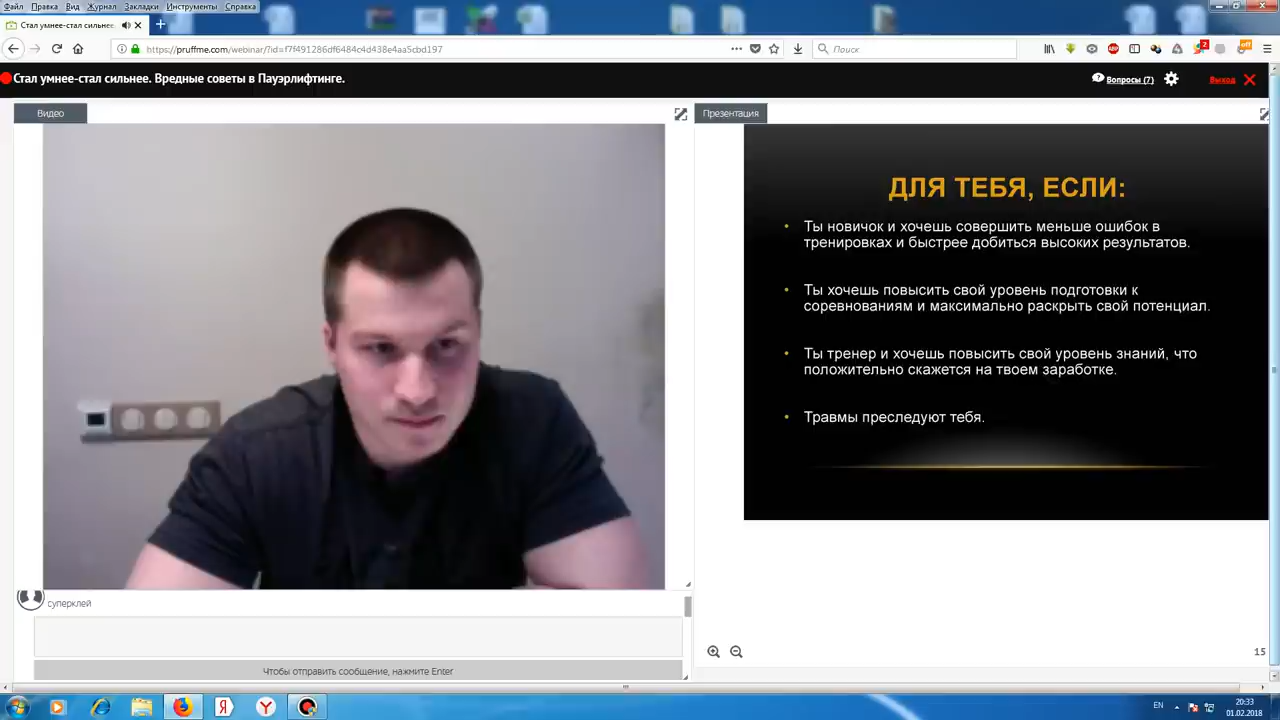 Файл Правка Вид Журнал Закладки Инструменты Справка
Стал умнее-стал сильнее
https://pruffme.com/webinar/?id=f7f491286df6484c4d438e4aa5cbd197
Поиск
2
off
ABP
Стал умнее-стал сильнее. Вредные советы в Пауэрлифтинге.
Вопросы (7)
Выход
Видео
Презентация
ДЛЯ ТЕБЯ, ЕСЛИ:
• Ты новичок и хочешь совершить меньше ошибок в
тренировках и быстрее добиться высоких результатов.
• Ты хочешь повысить свой уровень подготовки к
соревнованиям и максимально раскрыть свой потенциал.
• Ты тренер и хочешь повысить свой уровень знаний, что
положительно скажется на твоем заработке.
• Травмы преследуют тебя.
суперклей
Чтобы отправить сообщение, нажмите Enter
15
EN
20:33
01.02.2018